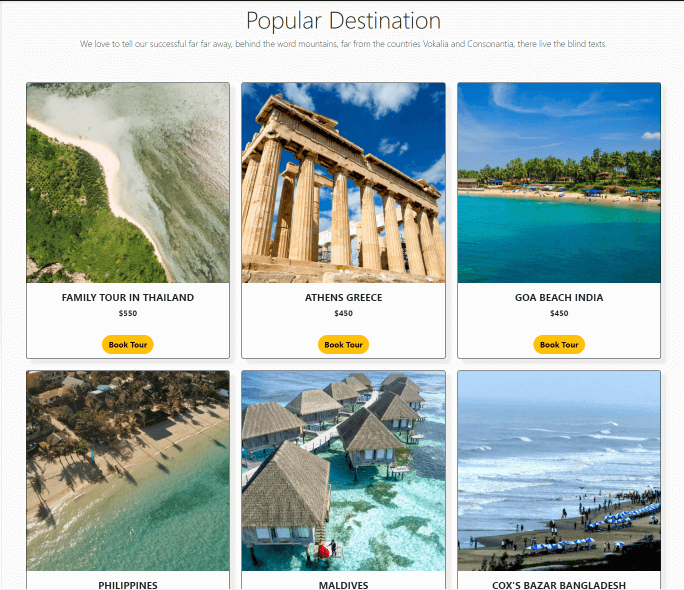 Popular Destination
We love to tell our successful far far away, behind the word mountains, far from the countries Vokalia and Consonantia, there live the blind texts.
FAMILY TOUR IN THAILAND
$550
Book Tour
ATHENS GREECE
$450
Book Tour
GOA BEACH INDIA
$450
Book Tour
PHILIPPINES
MALDIVES
COX'S BAZAR BANGLADESH